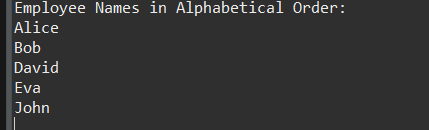 Employee Names in Alphabetical Order:
Alice
Bob
David
Eva
John